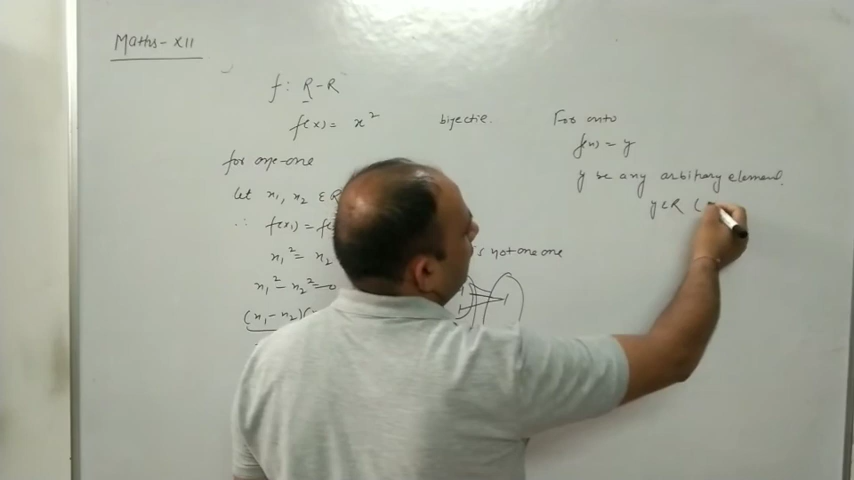 Maths - XII
f: R - R
f(x) = x²
bijectie.
for one-one
let x₁, x₂ ∈ R
∴ f(x₁) = f(
x₁² = x₂
x₁² - x₂² = 0
(x₁ - x₂)(
is not one one
For onto
f(x) = y
y be any arbitrary element.
y ∈ R (